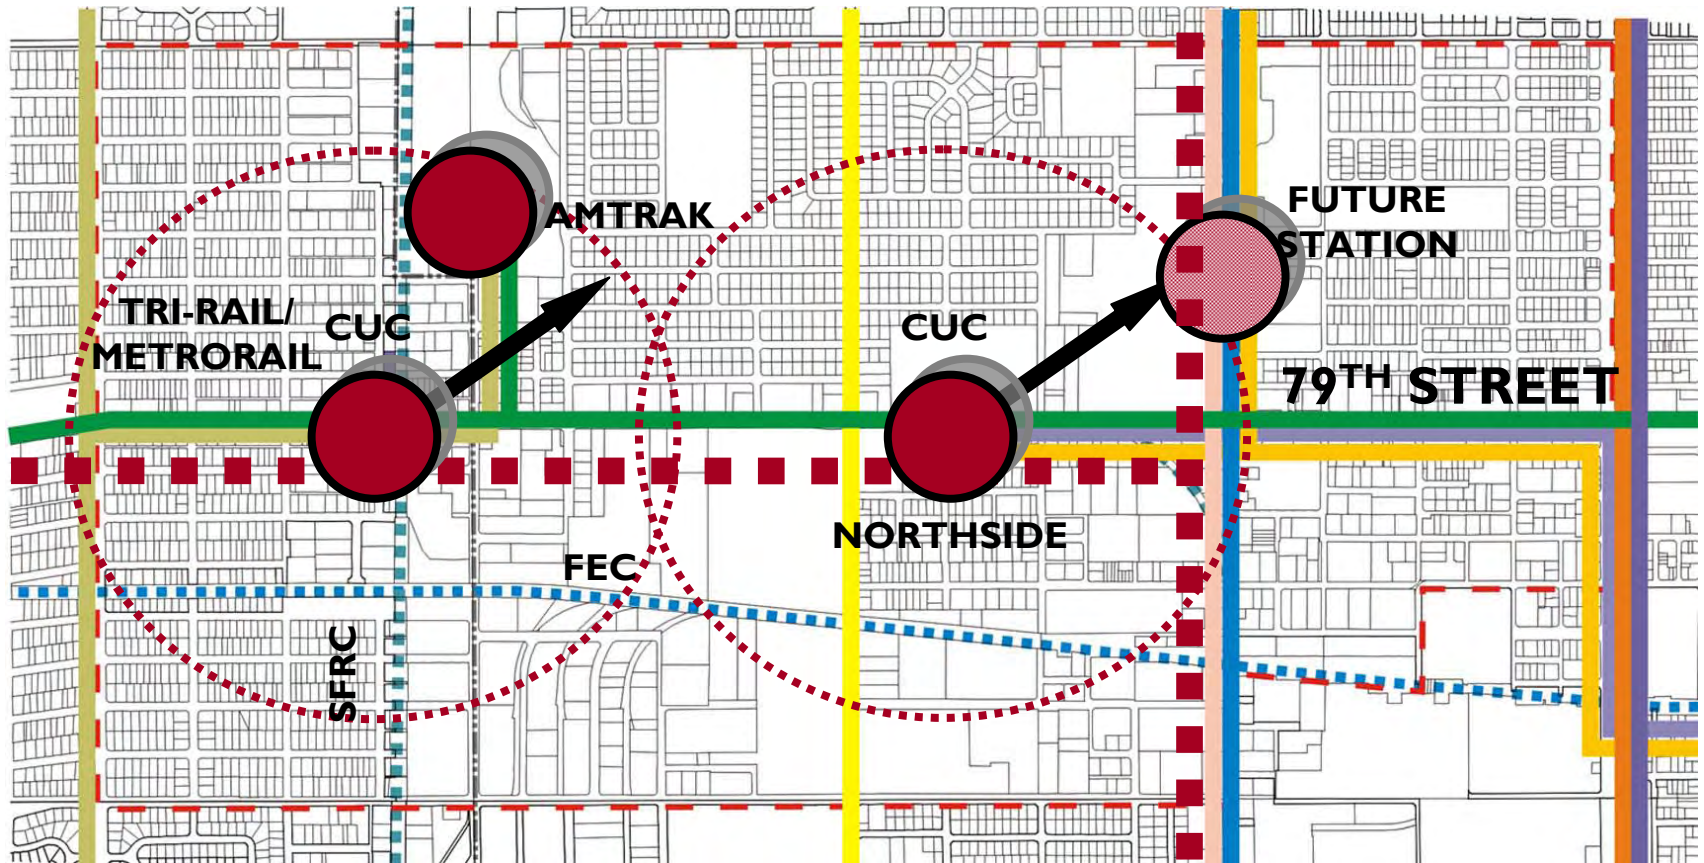 FUTURE
STATION
AMTRAK
TRI-RAIL/
METRORAIL
CUC
CUC
79TH STREET
NORTHSIDE
FEC
SFRC